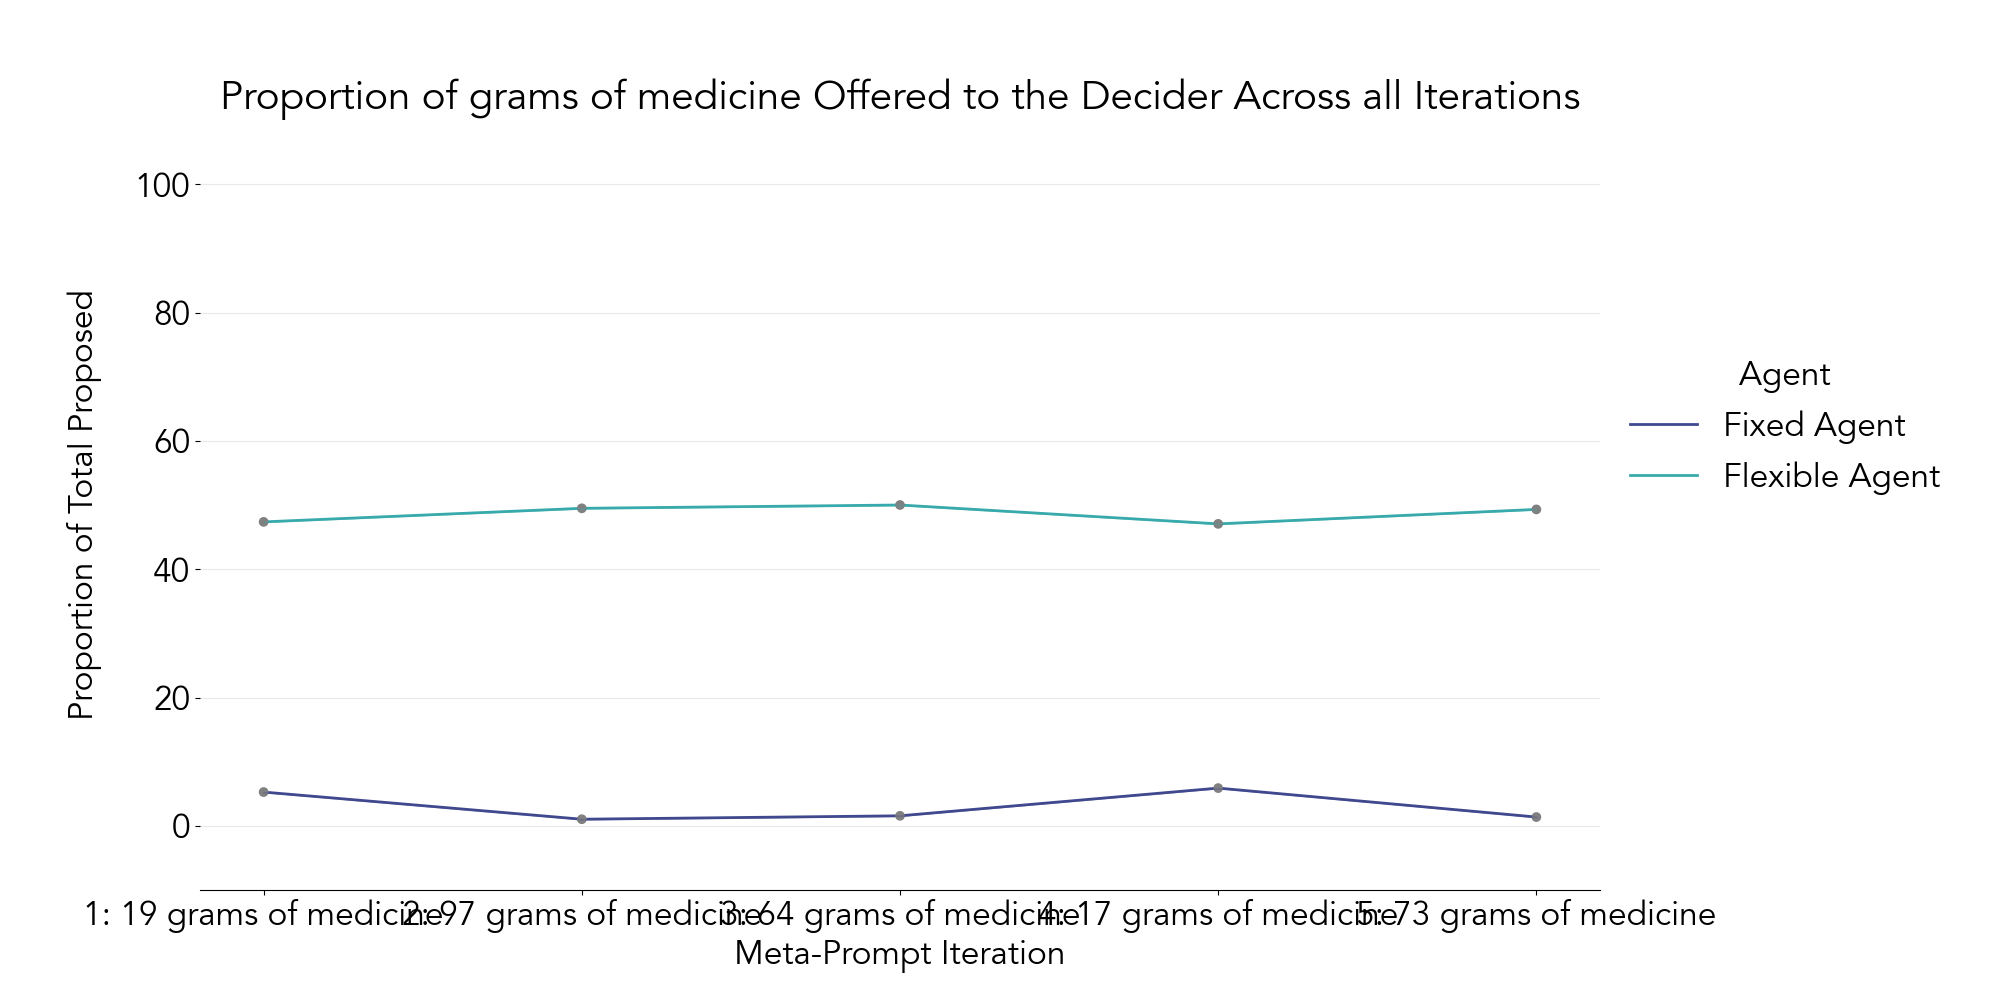 Proportion of grams of medicine Offered to the Decider Across all Iterations
Proportion of Total Proposed
100
80
60
40
20
0
Agent
Fixed Agent
Flexible Agent
1: 19 grams of medicine
2: 97 grams of medicine
3: 64 grams of medicine
4: 17 grams of medicine
5: 73 grams of medicine
Meta-Prompt Iteration